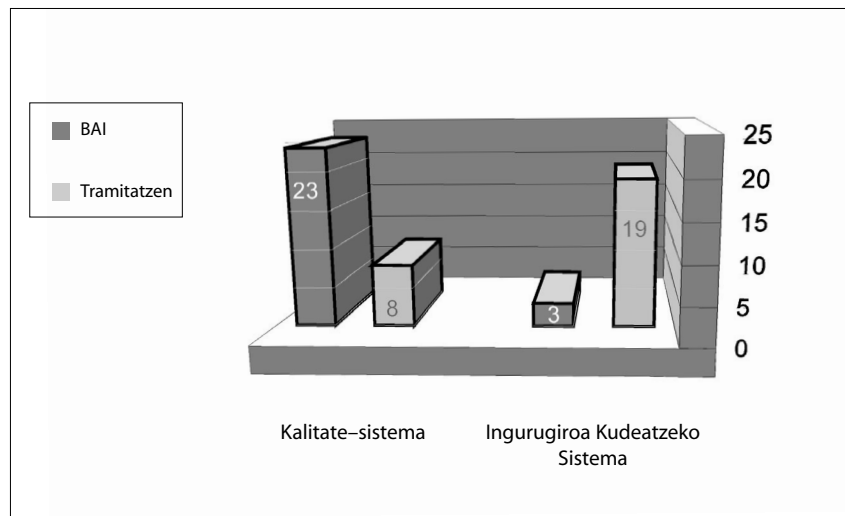 BAI
Tramitatzen
25
20
15
10
5
0
23
8
3
19
Kalitate–sistema
Ingurugiroa Kudeatzeko
Sistema